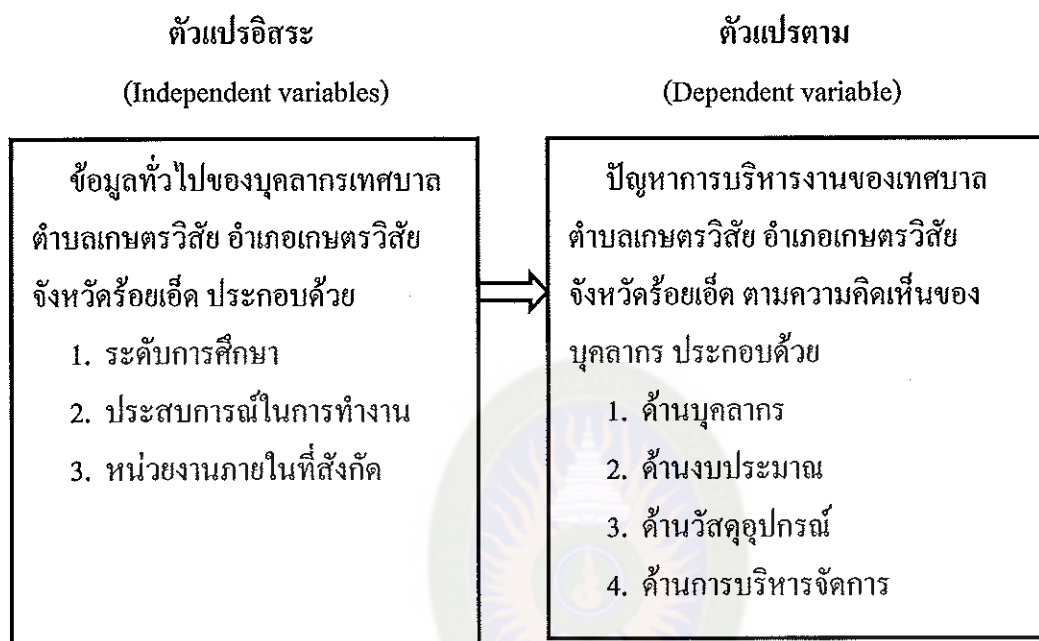 ตัวแปรอิสระ
(Independent variables)
ข้อมูลทั่วไปของบุคลากรเทศบาล
ตำบลเกษตรวิสัย อำเภอเกษตรวิสัย
จังหวัดร้อยเอ็ด ประกอบด้วย
1. ระดับการศึกษา
2. ประสบการณ์ในการทำงาน
3. หน่วยงานภายในที่สังกัด
ตัวแปรตาม
(Dependent variable)
ปัญหาการบริหารงานของเทศบาล
ตำบลเกษตรวิสัย อำเภอเกษตรวิสัย
จังหวัดร้อยเอ็ด ตามความคิดเห็นของ
บุคลากร ประกอบด้วย
1. ด้านบุคลากร
2. ด้านงบประมาณ
3. ด้านวัสดุอุปกรณ์
4. ด้านการบริหารจัดการ